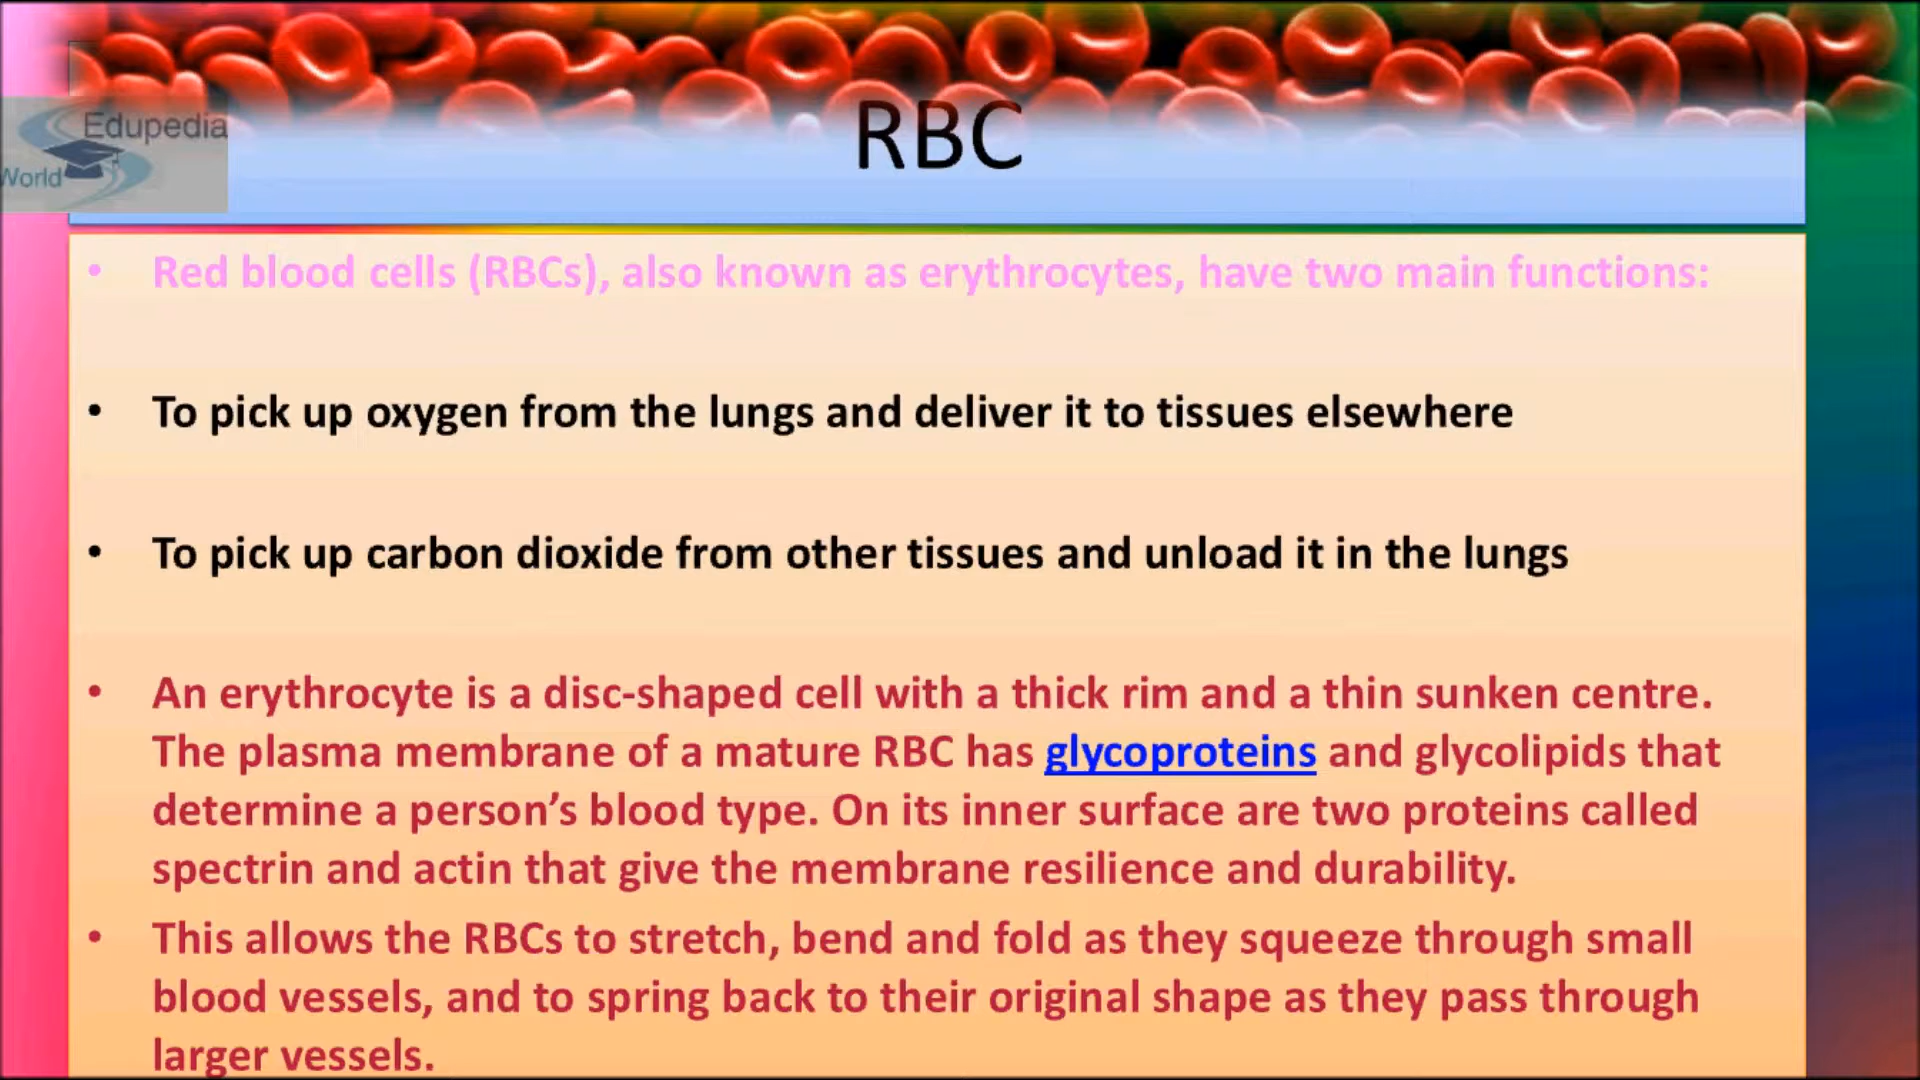 Edupedia
World
RBC
• Red blood cells (RBCs), also known as erythrocytes, have two main functions:
• To pick up oxygen from the lungs and deliver it to tissues elsewhere
• To pick up carbon dioxide from other tissues and unload it in the lungs
• An erythrocyte is a disc-shaped cell with a thick rim and a thin sunken centre.
The plasma membrane of a mature RBC has glycoproteins and glycolipids that
determine a person’s blood type. On its inner surface are two proteins called
spectrin and actin that give the membrane resilience and durability.
• This allows the RBCs to stretch, bend and fold as they squeeze through small
blood vessels, and to spring back to their original shape as they pass through
larger vessels.